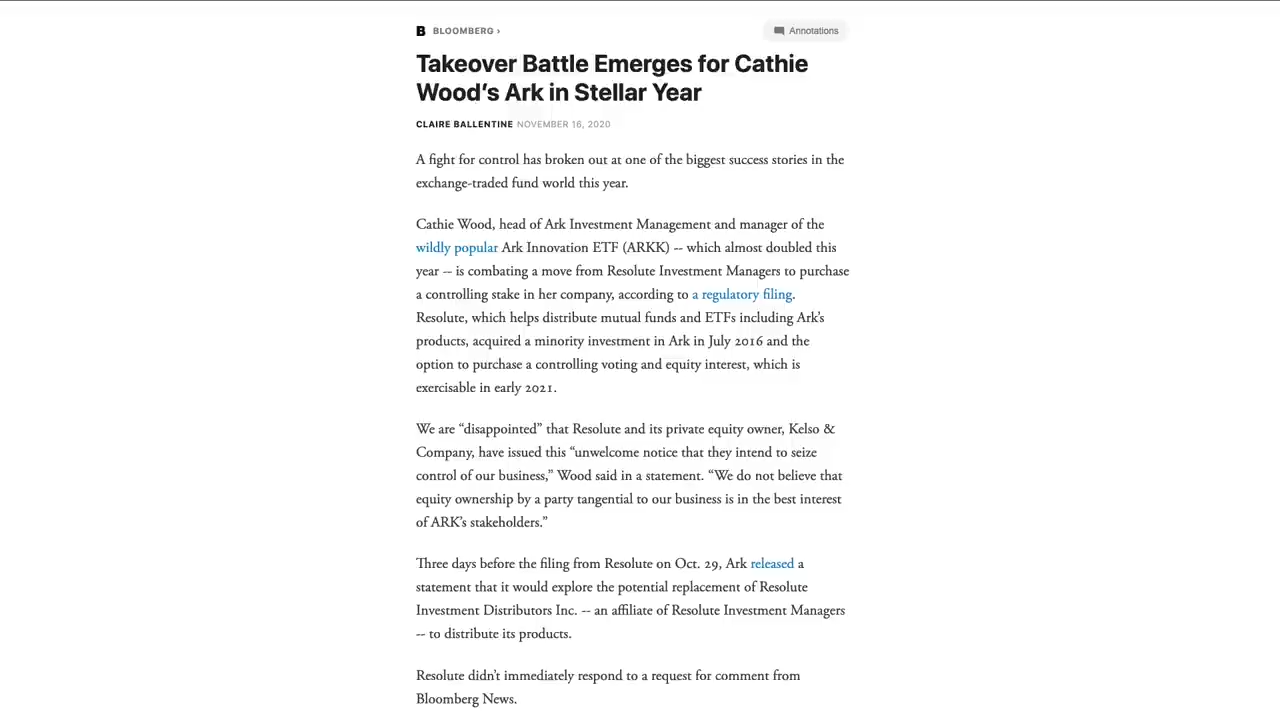 B BLOOMBERG ›
Annotations
Takeover Battle Emerges for Cathie
Wood's Ark in Stellar Year
CLAIRE BALLENTINE NOVEMBER 16, 2020
A fight for control has broken out at one of the biggest success stories in the
exchange-traded fund world this year.
Cathie Wood, head of Ark Investment Management and manager of the
wildly popular Ark Innovation ETF (ARKK) -- which almost doubled this
year -- is combating a move from Resolute Investment Managers to purchase
a controlling stake in her company, according to a regulatory filing.
Resolute, which helps distribute mutual funds and ETFs including Ark's
products, acquired a minority investment in Ark in July 2016 and the
option to purchase a controlling voting and equity interest, which is
exercisable in early 2021.
We are “disappointed” that Resolute and its private equity owner, Kelso &
Company, have issued this “unwelcome notice that they intend to seize
control of our business,” Wood said in a statement. “We do not believe that
equity ownership by a party tangential to our business is in the best interest
of ARK's stakeholders.”
Three days before the filing from Resolute on Oct. 29, Ark released a
statement that it would explore the potential replacement of Resolute
Investment Distributors Inc. -- an affiliate of Resolute Investment Managers
-- to distribute its products.
Resolute didn't immediately respond to a request for comment from
Bloomberg News.